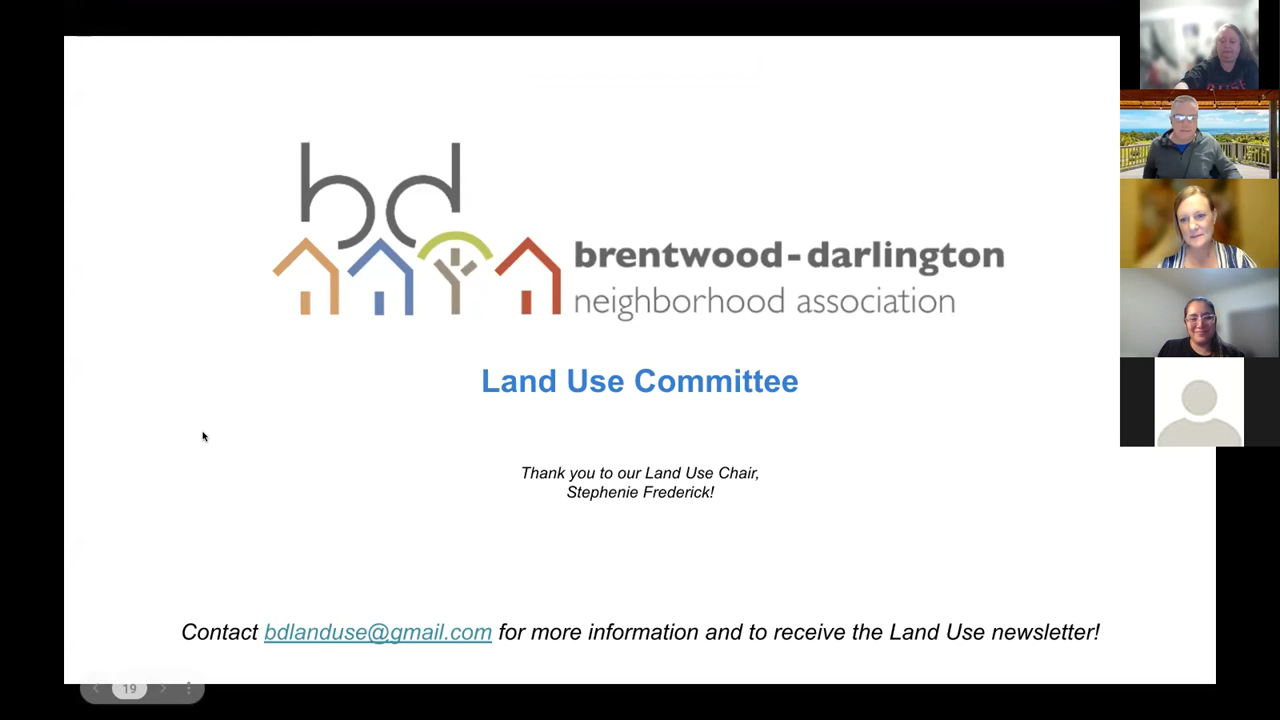 bd
brentwood-darlington
neighborhood association
Land Use Committee
Thank you to our Land Use Chair,
Stephenie Frederick!
Contact bdlanduse@gmail.com for more information and to receive the Land Use newsletter!
19